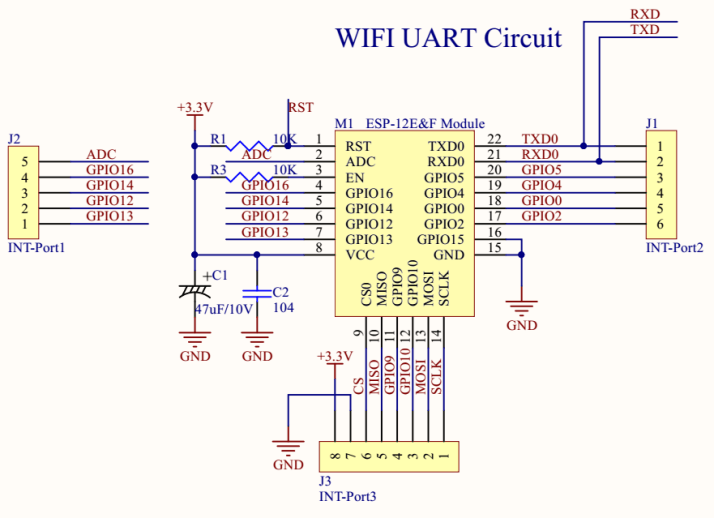 WIFI UART Circuit
RXD
TXD
+3.3V
RST
R1 10K
ADC
R3 10K
GPIO16
GPIO14
GPIO12
GPIO13
1
2
3
4
5
6
7
8
M1 ESP-12E&F Module
RST
ADC
EN
GPIO16
GPIO14
GPIO12
GPIO13
VCC
TXD0
RXD0
GPIO5
GPIO4
GPIO0
GPIO2
GPIO15
GND
CS0
MISO
GPIO9
GPIO10
MOSI
SCLK
22 TXD0
21 RXD0
20 GPIO5
19 GPIO4
18 GPIO0
17 GPIO2
16
15
GND
J1
1
2
3
4
5
6
INT-Port2
J2
5 ADC
4 GPIO16
3 GPIO14
2 GPIO12
1 GPIO13
INT-Port1
+C1
47uF/10V
GND
C2
104
GND
9
10
11
12
13
14
CS
MISO
GPIO9
GPIO10
MOSI
SCLK
+3.3V
GND
8
7
6
5
4
3
2
1
J3
INT-Port3